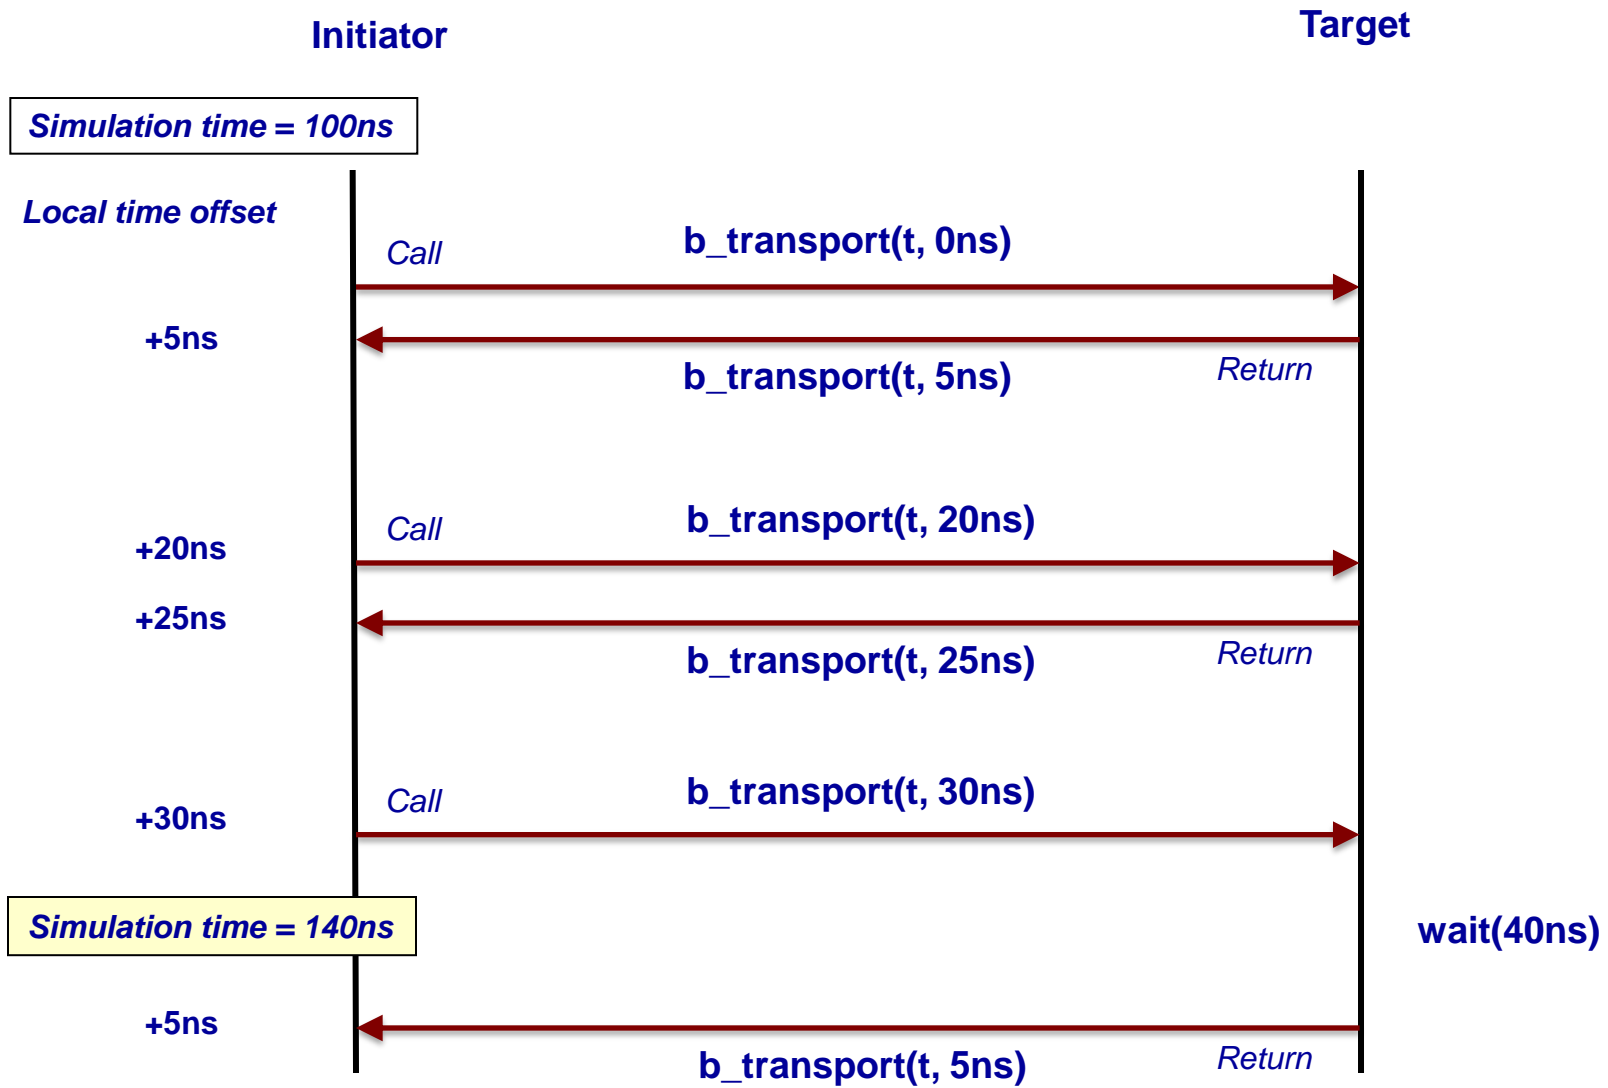 Initiator
Target
Simulation time = 100ns
Local time offset
Call
b_transport(t, 0ns)
+5ns
b_transport(t, 5ns)
Return
Call
b_transport(t, 20ns)
+20ns
+25ns
b_transport(t, 25ns)
Return
Call
b_transport(t, 30ns)
+30ns
Simulation time = 140ns
wait(40ns)
+5ns
b_transport(t, 5ns)
Return